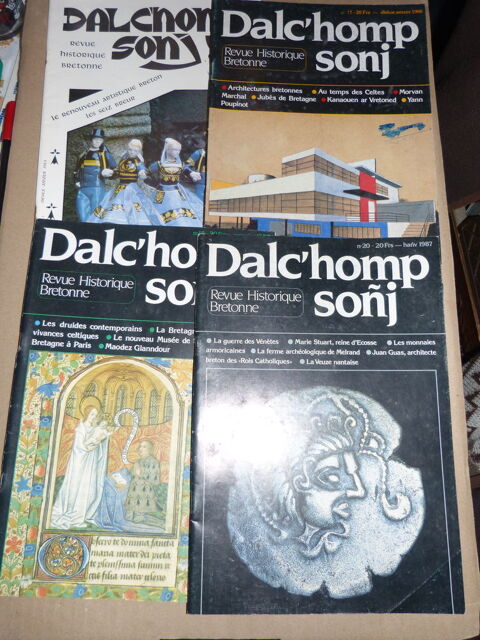 DALC'HOMP
SONJ
REVUE
HISTORIQUE
BRETONNE
LE RENOUVEAU ARTISTIQUE BRETON
LES SEIZ BREUR
Dalc'homp
sonj
Revue Historique
Bretonne
Architectures bretonnes Au temps des Celtes Morvan
Marchal Jubés de Bretagne Kanaouen ar Vretoned Yann
Poupinot
Dalc'ho
so
Revue Historique
Bretonne
Les druides contemporains La Bretag
vivances celtiques Le nouveau Musée de
Bretagne à Paris Maodez Glanndour
n°20 - 20 Frs — hañv 1987
Dalc'homp
soñj
Revue Historique
Bretonne
La guerre des Vénètes Marie Stuart, reine d'Ecosse Les monnaies
armoricaines La ferme archéologique de Melrand Juan Guas, architecte
breton des «Rois Catholiques» La Veuze nantaise